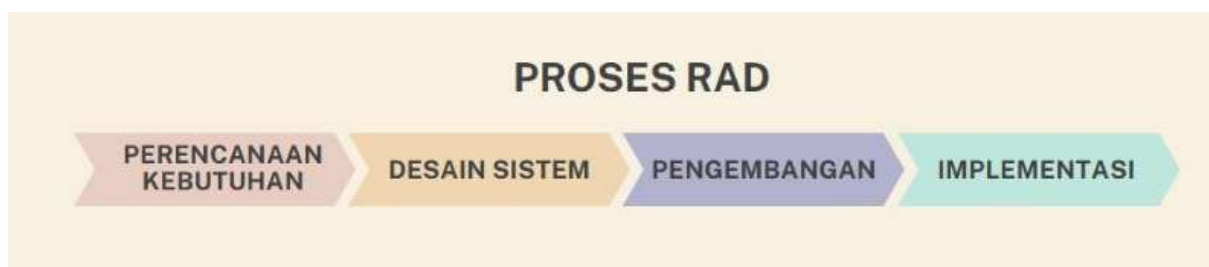 PROSES RAD
PERENCANAAN
KEBUTUHAN
DESAIN SISTEM
PENGEMBANGAN
IMPLEMENTASI